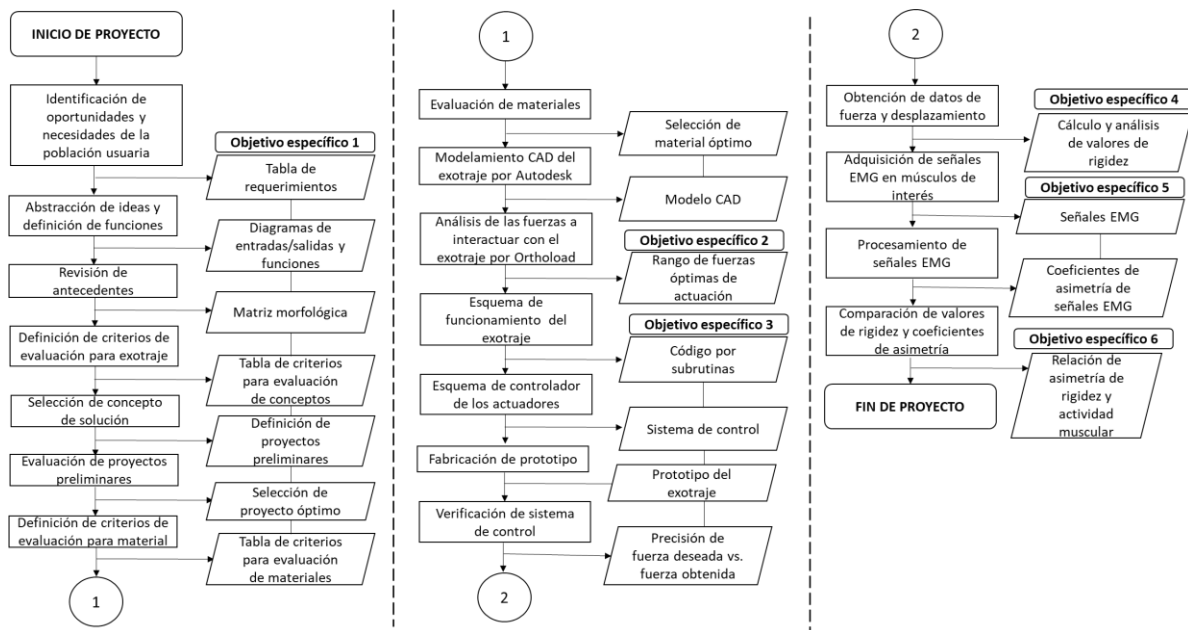 INICIO DE PROYECTO
Identificación de
oportunidades y
necesidades de la
población usuaria
Objetivo específico 1
Tabla de
requerimientos
Abstracción de ideas y
definición de funciones
Diagramas de
entradas/salidas y
funciones
Revisión de
antecedentes
Matriz morfológica
Definición de criterios de
evaluación para exotraje
Tabla de criterios
para evaluación
de conceptos
Selección de concepto
de solución
Definición de
proyectos
preliminares
Evaluación de proyectos
preliminares
Selección de
proyecto óptimo
Definición de criterios de
evaluación para material
Tabla de criterios
para evaluación
de materiales
1
1
Evaluación de materiales
Selección de
material óptimo
Modelamiento CAD del
exotraje por Autodesk
Modelo CAD
Análisis de las fuerzas a
interactuar con el
exotraje por Orthoload
Objetivo específico 2
Rango de fuerzas
óptimas de
actuación
Esquema de
funcionamiento del
exotraje
Objetivo específico 3
Código por
subrutinas
Esquema de controlador
de los actuadores
Sistema de control
Fabricación de prototipo
Prototipo del
exotraje
Verificación de sistema
de control
Precisión de
fuerza deseada vs.
fuerza obtenida
2
2
Obtención de datos de
fuerza y desplazamiento
Objetivo específico 4
Cálculo y análisis
de valores de
rigidez
Adquisición de señales
EMG en músculos de
interés
Objetivo específico 5
Señales EMG
Procesamiento de
señales EMG
Coeficientes de
asimetría de
señales EMG
Comparación de valores
de rigidez y coeficientes
de asimetría
Objetivo específico 6
Relación de
asimetría de
rigidez y
actividad
muscular
FIN DE PROYECTO